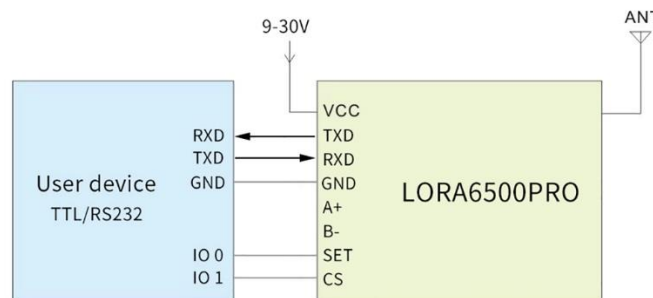 9-30V
ANT
VCC
RXD TXD
TXD RXD
GND GND
User device
TTL/RS232
LORA6500PRO
A+
B-
IO 0 SET
IO 1 CS